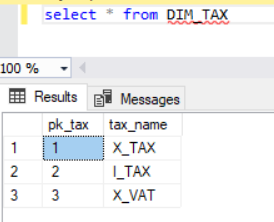 select * from DIM_TAX
100 %
Results Messages
pk_tax tax_name
1 1 X_TAX
2 2 I_TAX
3 3 X_VAT